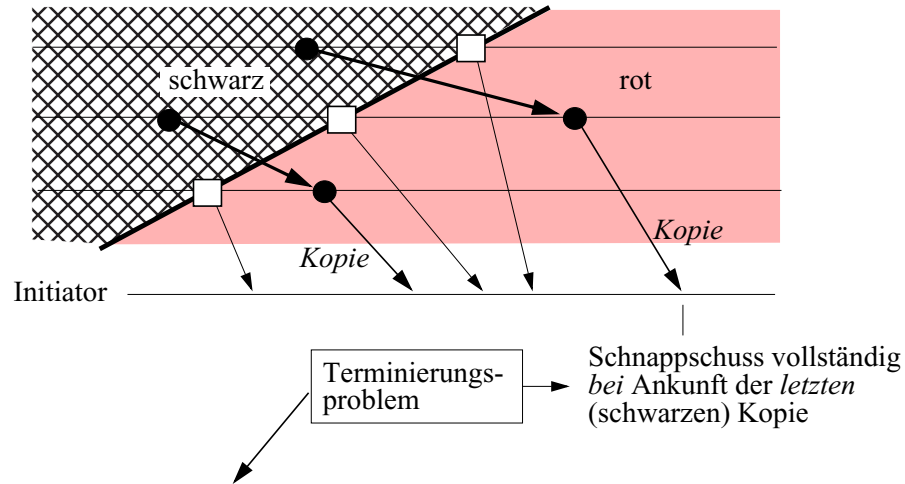 schwarz
rot
Kopie
Kopie
Initiator
Terminierungs-
problem
Schnappschuss vollständig
bei Ankunft der letzten
(schwarzen) Kopie